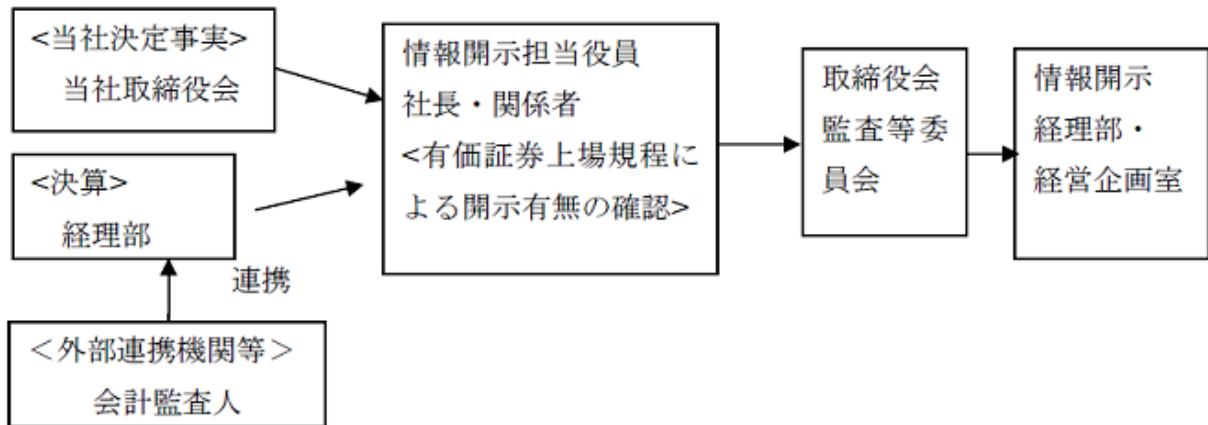 <当社決定事実>
当社取締役会
<決算>
経理部
連携
＜外部連携機関等＞
会計監査人
情報開示担当役員
社長・関係者
<有価証券上場規程に
よる開示有無の確認>
取締役会
監査等委
員会
情報開示
経理部・
経営企画室